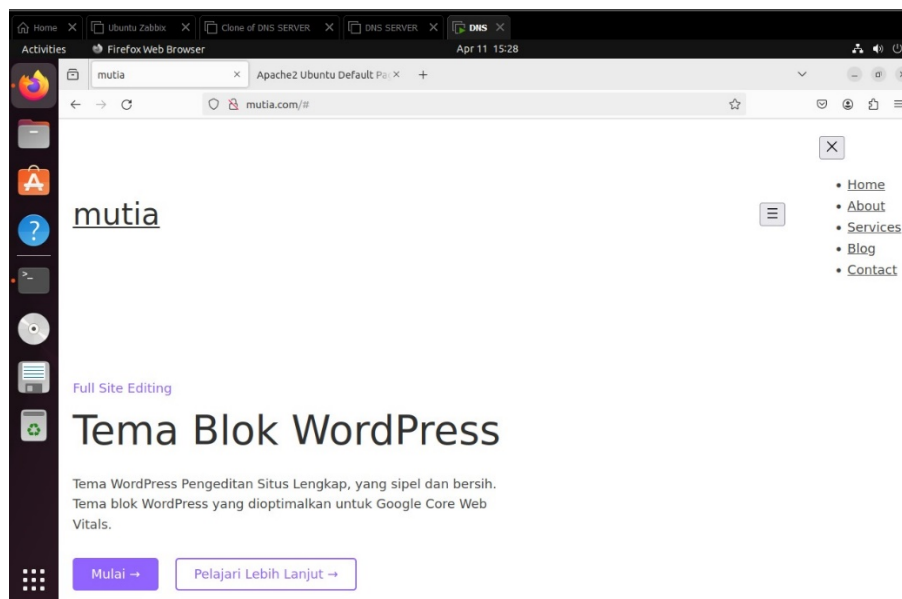 Home
Ubuntu Zabbix
Clone of DNS SERVER
DNS SERVER
DNS
Activities
Firefox Web Browser
Apr 11 15:28
mutia
Apache2 Ubuntu Default
mutia.com/#
Home
About
Services
Blog
Contact
mutia
Full Site Editing
Tema Blok WordPress
Tema WordPress Pengeditan Situs Lengkap, yang sipel dan bersih.
Tema blok WordPress yang dioptimalkan untuk Google Core Web
Vitals.
Mulai →
Pelajari Lebih Lanjut →